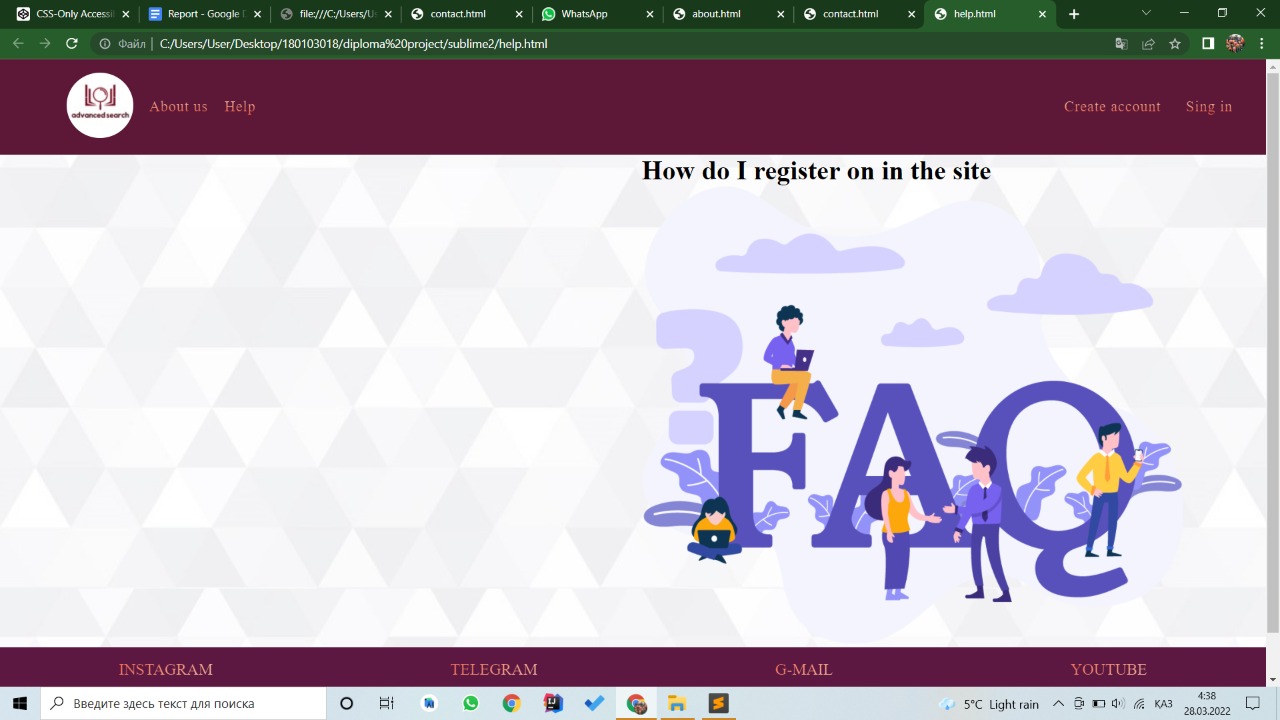 CSS-Only Accessi
Report - Google D
file:///C:/Users/Us
contact.html
WhatsApp
about.html
contact.html
help.html
Файл | C:/Users/User/Desktop/180103018/diploma%20project/sublime2/help.html
advancedsearch
About us
Help
Create account
Sing in
How do I register on in the site
?
FAQ
INSTAGRAM
TELEGRAM
G-MAIL
YOUTUBE
Введите здесь текст для поиска
5°C Light rain
КАЗ
4:38
28.03.2022